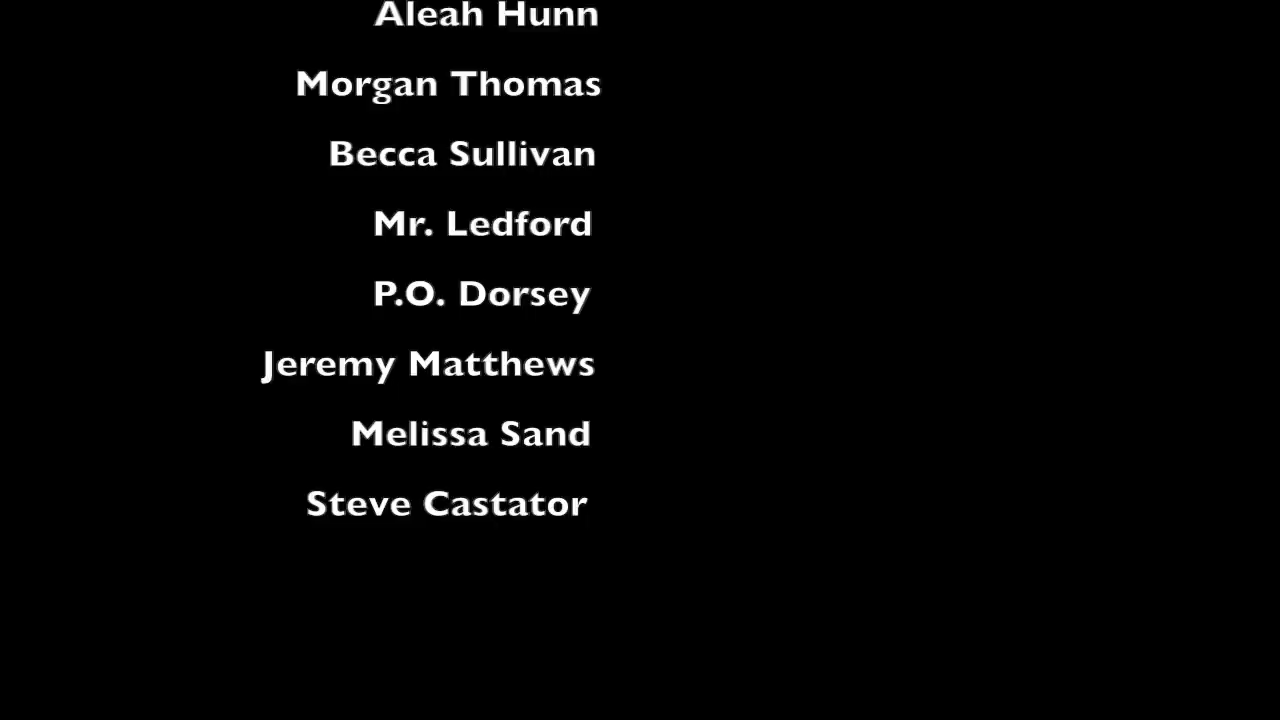 Aleah Hunn
Morgan Thomas
Becca Sullivan
Mr. Ledford
P.O. Dorsey
Jeremy Matthews
Melissa Sand
Steve Castator